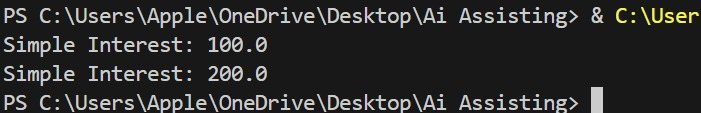 PS C:\Users\Apple\OneDrive\Desktop\Ai Assisting> & C:\User
Simple Interest: 100.0
Simple Interest: 200.0
PS C:\Users\Apple\OneDrive\Desktop\Ai Assisting>